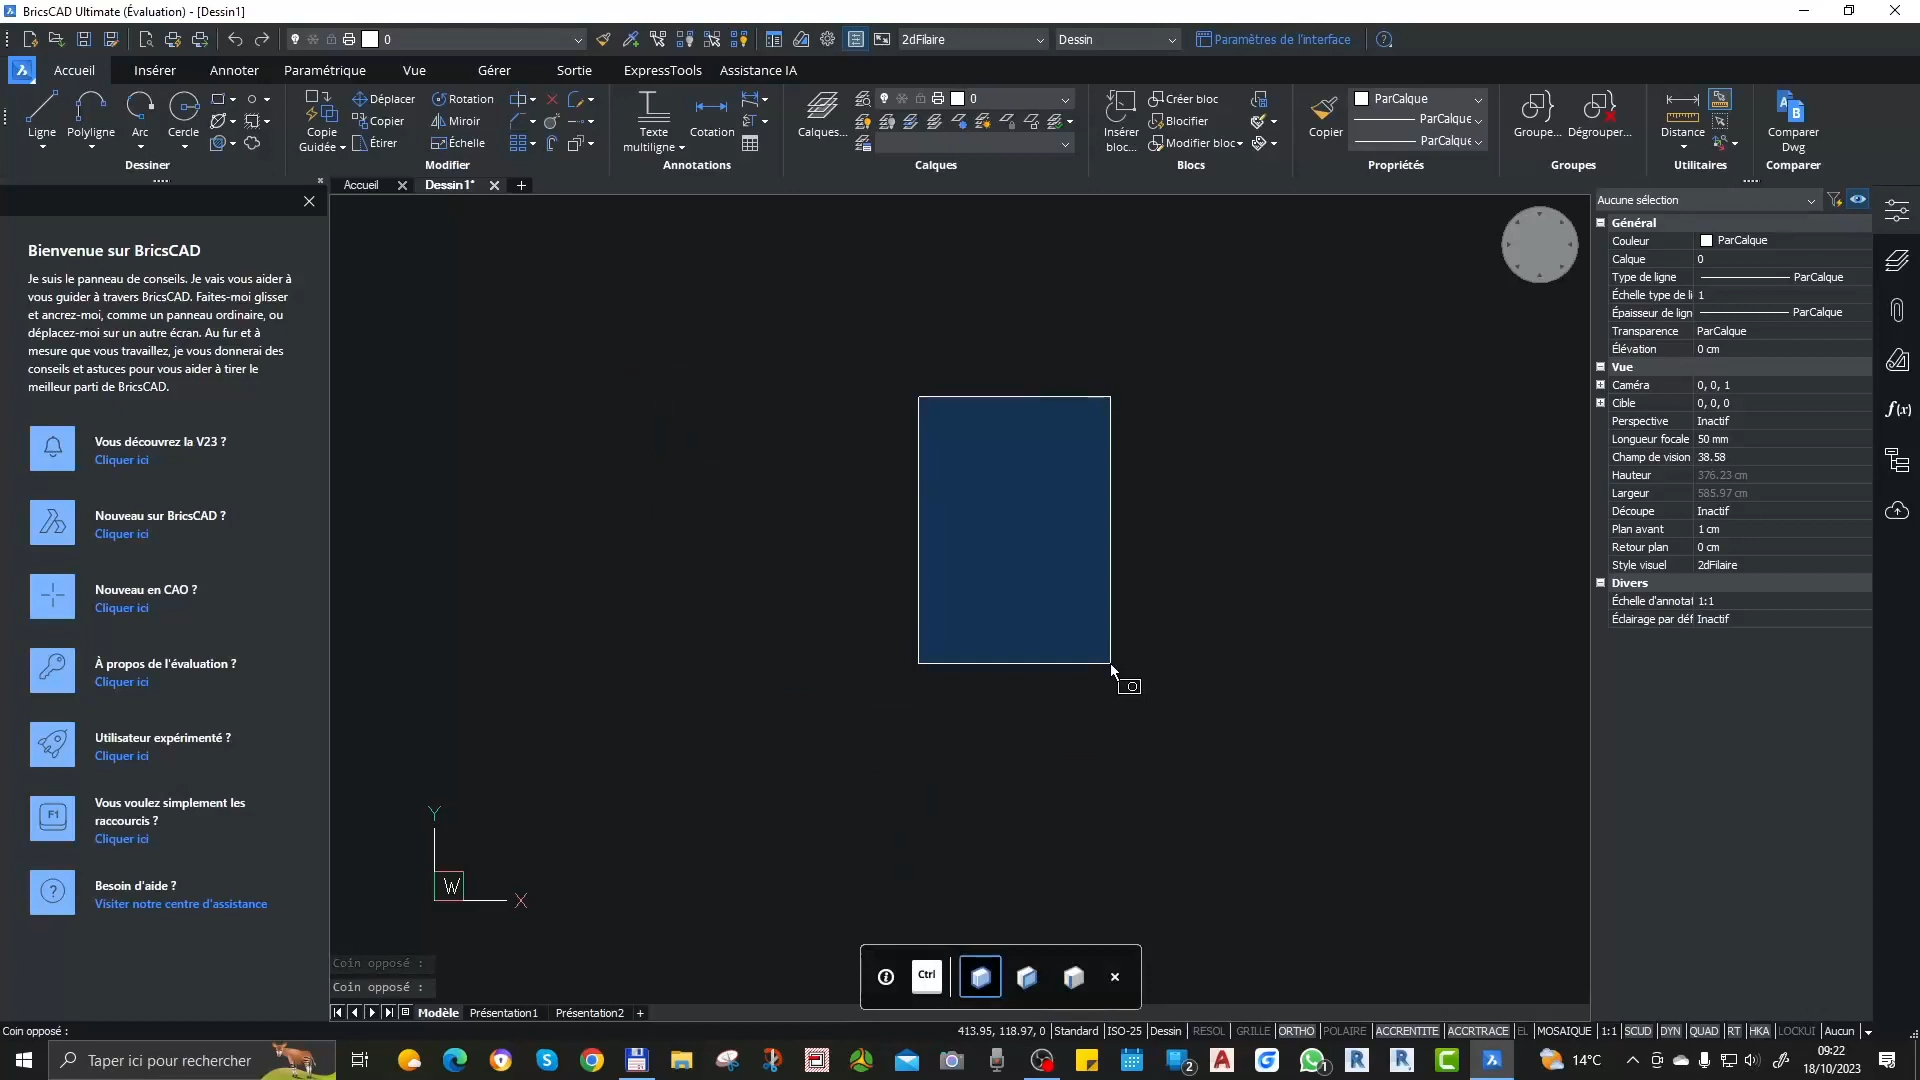 BricsCAD Ultimate (Évaluation) - [Dessin1]
0
2dFilaire
Dessin
Paramètres de l'interface
Accueil
Insérer
Annoter
Paramétrique
Vue
Gérer
Sortie
ExpressTools
Assistance IA
Ligne
Polyligne
Arc
Cercle
Dessiner
Copie
Guidée
Déplacer
Copier
Étirer
Rotation
Miroir
Échelle
Modifier
Texte
multiligne
Cotation
Annotations
Calques...
0
Calques
Insérer
bloc...
Créer bloc
Blocifier
Modifier bloc
Blocs
Copier
ParCalque
ParCalque
ParCalque
Propriétés
Groupe...
Dégrouper...
Groupes
Distance
Utilitaires
Comparer
Dwg
Comparer
Accueil
Dessin1*
Bienvenue sur BricsCAD
Je suis le panneau de conseils. Je vais vous aider à
vous guider à travers BricsCAD. Faites-moi glisser
et ancrez-moi, comme un panneau ordinaire, ou
déplacez-moi sur un autre écran. Au fur et à
mesure que vous travaillez, je vous donnerai des
conseils et astuces pour vous aider à tirer le
meilleur parti de BricsCAD.
Vous découvrez la V23 ?
Cliquer ici
Nouveau sur BricsCAD ?
Cliquer ici
Nouveau en CAO ?
Cliquer ici
À propos de l'évaluation ?
Cliquer ici
Utilisateur expérimenté ?
Cliquer ici
F1
Vous voulez simplement les
raccourcis ?
Cliquer ici
Besoin d'aide ?
Visiter notre centre d'assistance
Y
W
X
Coin opposé :
Coin opposé :
Ctrl
Modèle
Présentation1
Présentation2
Aucune sélection
Général
Couleur ParCalque
Calque 0
Type de ligne ParCalque
Échelle type de li 1
Épaisseur de lign ParCalque
Transparence ParCalque
Élévation 0 cm
Vue
Caméra 0, 0, 1
Cible 0, 0, 0
Perspective Inactif
Longueur focale 50 mm
Champ de vision 38.58
Hauteur 376.23 cm
Largeur 585.97 cm
Découpe Inactif
Plan avant 1 cm
Retour plan 0 cm
Style visuel 2dFilaire
Divers
Échelle d'annotat 1:1
Éclairage par déf Inactif
f(x)
Coin opposé :
413.95, 118.97, 0 Standard ISO-25 Dessin RESOL GRILLE ORTHO POLAIRE ACCRENTITE ACCRTRACE EL MOSAIQUE 1:1 SCUD DYN QUAD RT HKA LOCKUI Aucun
Taper ici pour rechercher
2
1
14°C
09:22
18/10/2023